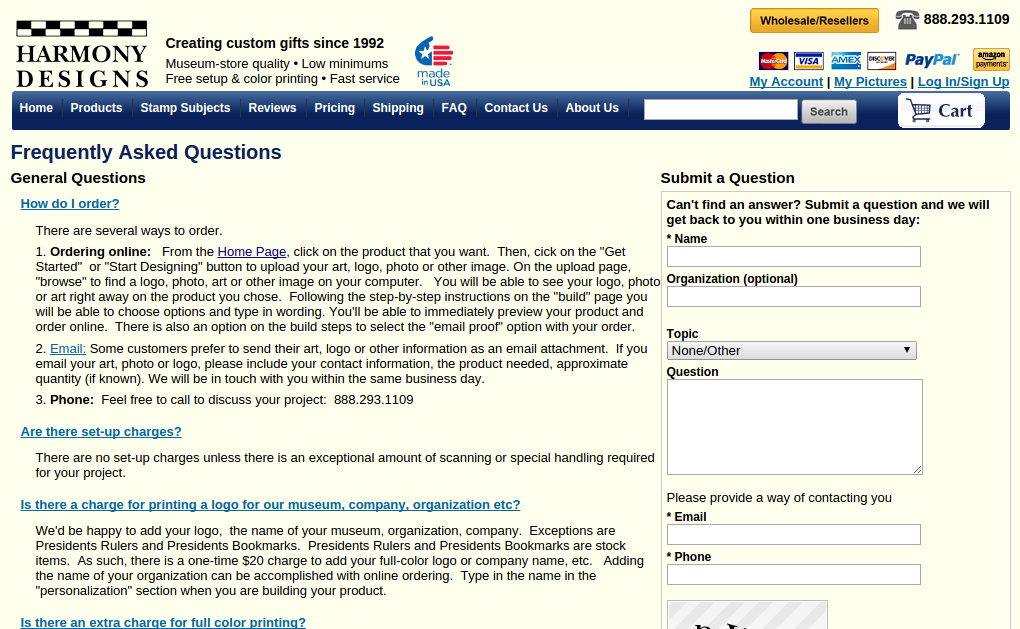 HARMONY
DESIGNS
Creating custom gifts since 1992
Museum-store quality • Low minimums
Free setup & color printing • Fast service
made
in USA
Wholesale/Resellers
888.293.1109
MasterCard
VISA
AMEX
DISCOVER
PayPal
amazon
payments
My Account | My Pictures | Log In/Sign Up
Home
Products
Stamp Subjects
Reviews
Pricing
Shipping
FAQ
Contact Us
About Us
Search
Cart
Frequently Asked Questions
General Questions
How do I order?
There are several ways to order.
1. Ordering online:   From the Home Page, click on the product that you want.  Then, cick on the "Get
Started"  or "Start Designing" button to upload your art, logo, photo or other image. On the upload page,
"browse" to find a logo, photo, art or other image on your computer.   You will be able to see your logo, photo
or art right away on the product you chose.  Following the step-by-step instructions on the "build" page you
will be able to choose options and type in wording. You'll be able to immediately preview your product and
order online.  There is also an option on the build steps to select the "email proof" option with your order.
2. Email: Some customers prefer to send their art, logo or other information as an email attachment.  If you
email your art, photo or logo, please include your contact information, the product needed, approximate
quantity (if known). We will be in touch with you within the same business day.
3. Phone:  Feel free to call to discuss your project:  888.293.1109
Are there set-up charges?
There are no set-up charges unless there is an exceptional amount of scanning or special handling required
for your project.
Is there a charge for printing a logo for our museum, company, organization etc?
We'd be happy to add your logo,  the name of your museum, organization, company.  Exceptions are
Presidents Rulers and Presidents Bookmarks.  Presidents Rulers and Presidents Bookmarks are stock
items.  As such, there is a one-time $20 charge to add your full-color logo or company name, etc.   Adding
the name of your organization can be accomplished with online ordering.  Type in the name in the
"personalization" section when you are building your product.
Is there an extra charge for full color printing?
Submit a Question
Can't find an answer? Submit a question and we will
get back to you within one business day:
* Name
Organization (optional)
Topic
None/Other
Question
Please provide a way of contacting you
* Email
* Phone